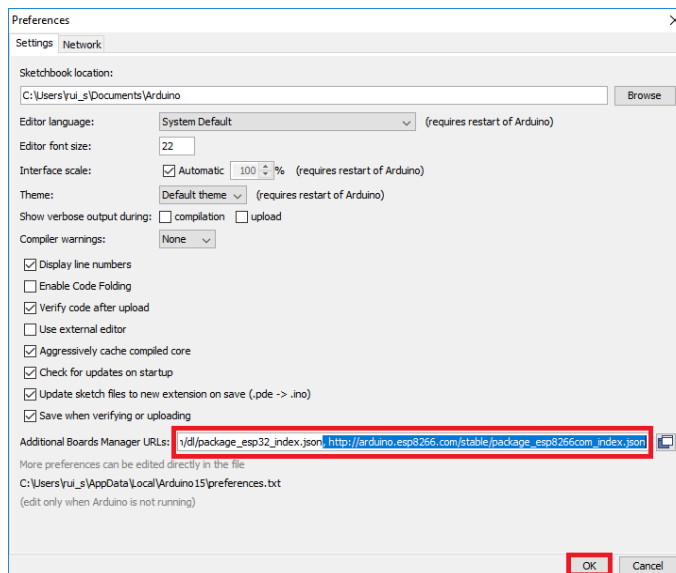 Preferences
Settings Network
Sketchbook location:
C:\Users\rui_s\Documents\Arduino Browse
Editor language: System Default (requires restart of Arduino)
Editor font size: 22
Interface scale: Automatic 100 % (requires restart of Arduino)
Theme: Default theme (requires restart of Arduino)
Show verbose output during: compilation upload
Compiler warnings: None
Display line numbers
Enable Code Folding
Verify code after upload
Use external editor
Aggressively cache compiled core
Check for updates on startup
Update sketch files to new extension on save (.pde -> .ino)
Save when verifying or uploading
Additional Boards Manager URLs: /dl/package_esp32_index.json, http://arduino.esp8266.com/stable/package_esp8266com_index.json
More preferences can be edited directly in the file
C:\Users\rui_s\AppData\Local\Arduino15\preferences.txt
(edit only when Arduino is not running)
OK Cancel